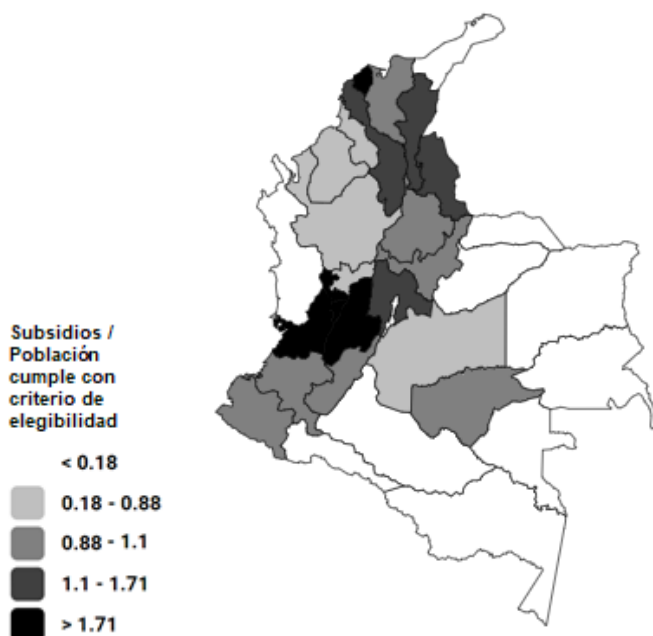 Subsidios /
Población
cumple con
criterio de
elegibilidad
< 0.18
0.18 - 0.88
0.88 - 1.1
1.1 - 1.71
> 1.71